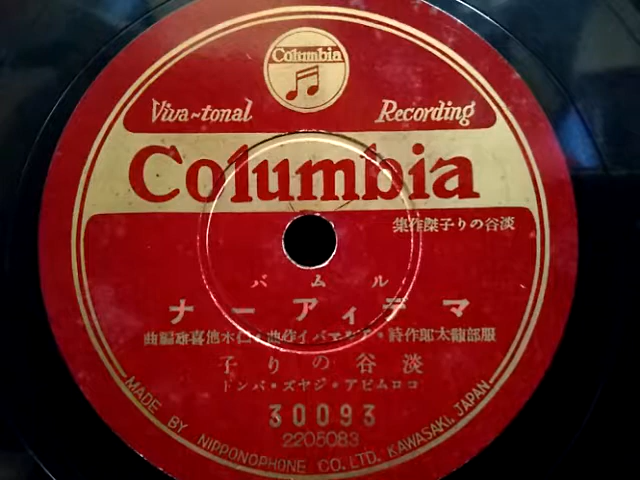 Columbia
Viva-tonal Recording
Columbia
淡谷のり子傑作集
ルムバ
マディアーナ
服部龍太郎作詩・作曲・仁木他喜雄編曲
淡谷のり子
コロムビア・ジヤズ・バンド
30093
2205083
MADE BY NIPPONOPHONE CO. LTD. KAWASAKI, JAPAN.